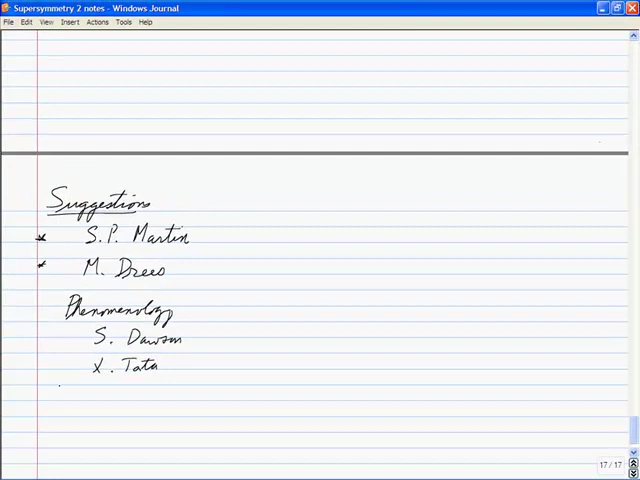 Supersymmetry 2 notes - Windows Journal
File Edit View Insert Actions Tools Help
Suggestions
* S.P. Martin
* M. Drees
Phenomenology
S. Dawson
X. Tata
17 / 17